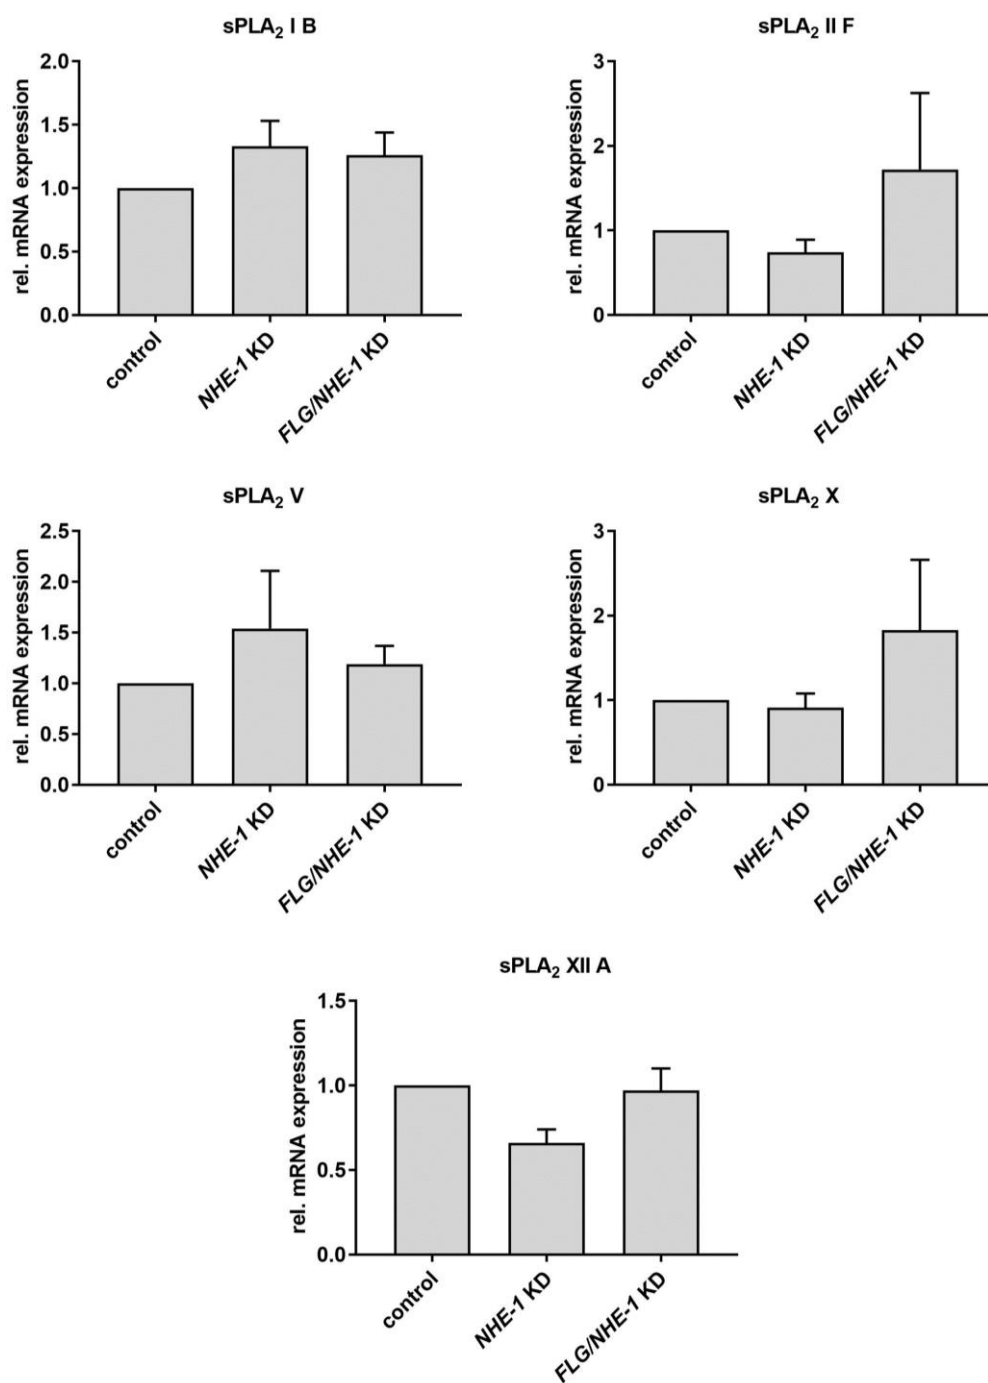 sPLA₂ I B
rel. mRNA expression
2.0
1.5
1.0
0.5
0.0
control
NHE-1 KD
FLG/NHE-1 KD
sPLA₂ II F
rel. mRNA expression
3
2
1
0
control
NHE-1 KD
FLG/NHE-1 KD
sPLA₂ V
rel. mRNA expression
2.5
2.0
1.5
1.0
0.5
0.0
control
NHE-1 KD
FLG/NHE-1 KD
sPLA₂ X
rel. mRNA expression
3
2
1
0
control
NHE-1 KD
FLG/NHE-1 KD
sPLA₂ XII A
rel. mRNA expression
1.5
1.0
0.5
0.0
control
NHE-1 KD
FLG/NHE-1 KD